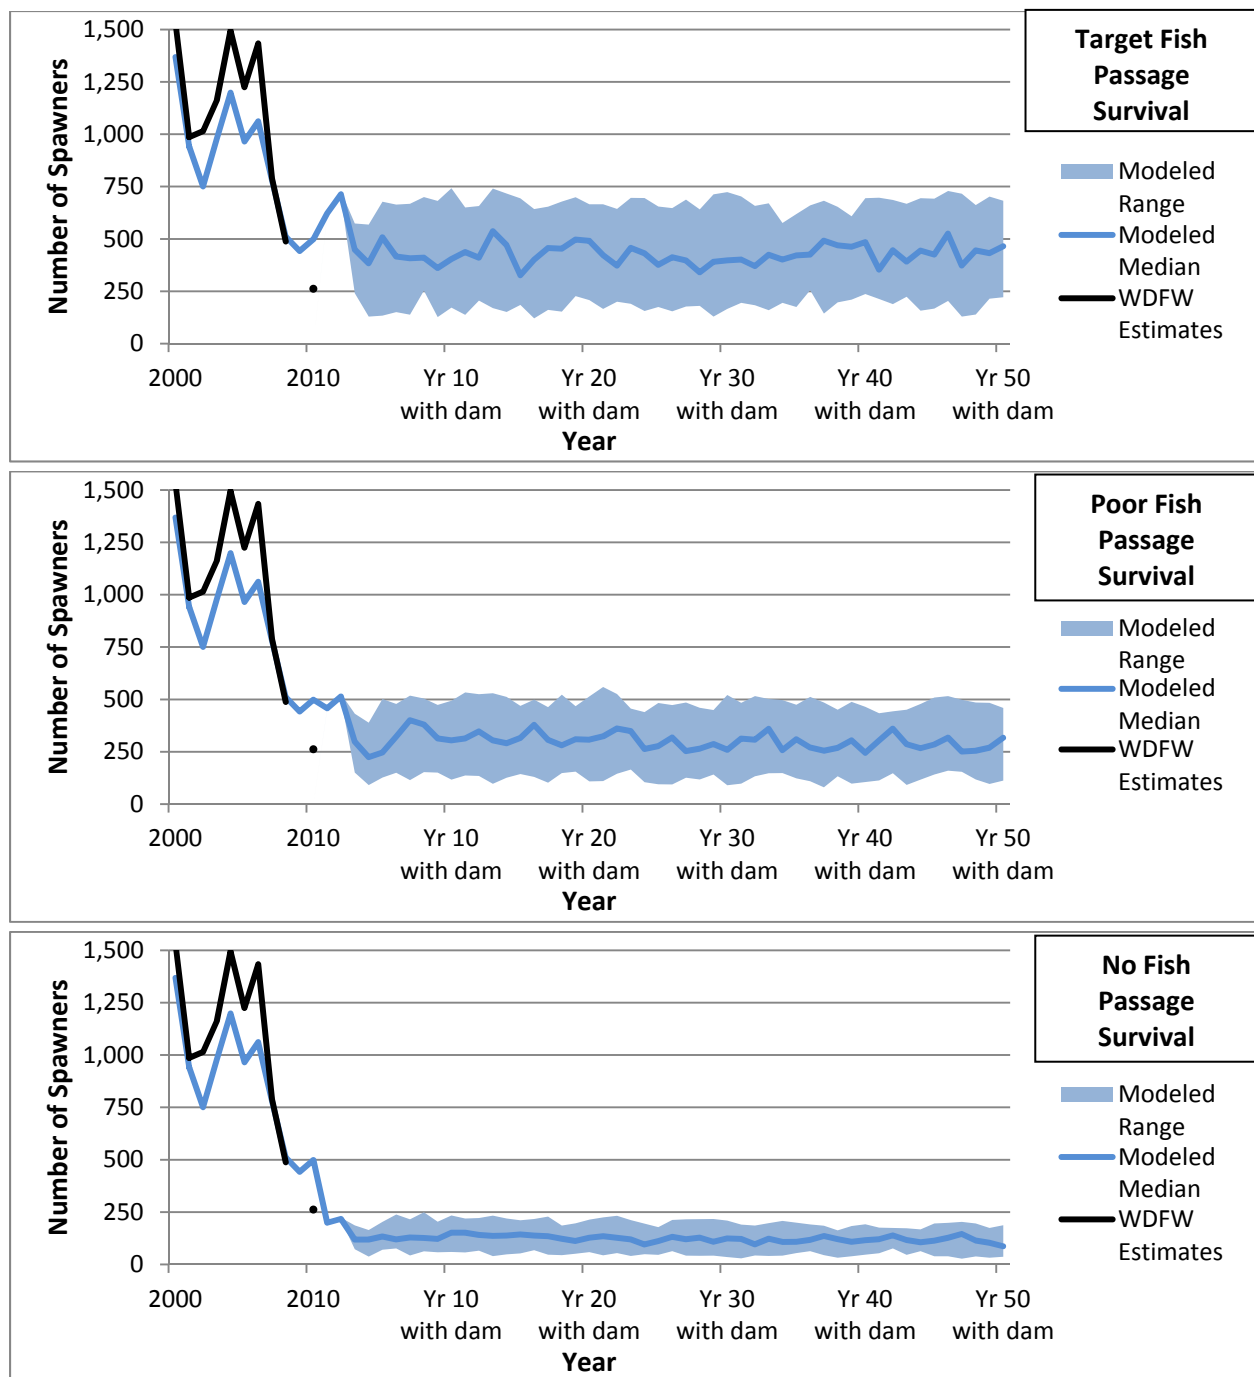 Number of Spawners
1,500
1,250
1,000
750
500
250
0
2000
2010
Yr 10
with dam
Yr 20
with dam
Yr 30
with dam
Yr 40
with dam
Yr 50
with dam
Year
Target Fish
Passage
Survival
Modeled
Range
Modeled
Median
WDFW
Estimates
Number of Spawners
1,500
1,250
1,000
750
500
250
0
2000
2010
Yr 10
with dam
Yr 20
with dam
Yr 30
with dam
Yr 40
with dam
Yr 50
with dam
Year
Poor Fish
Passage
Survival
Modeled
Range
Modeled
Median
WDFW
Estimates
Number of Spawners
1,500
1,250
1,000
750
500
250
0
2000
2010
Yr 10
with dam
Yr 20
with dam
Yr 30
with dam
Yr 40
with dam
Yr 50
with dam
Year
No Fish
Passage
Survival
Modeled
Range
Modeled
Median
WDFW
Estimates